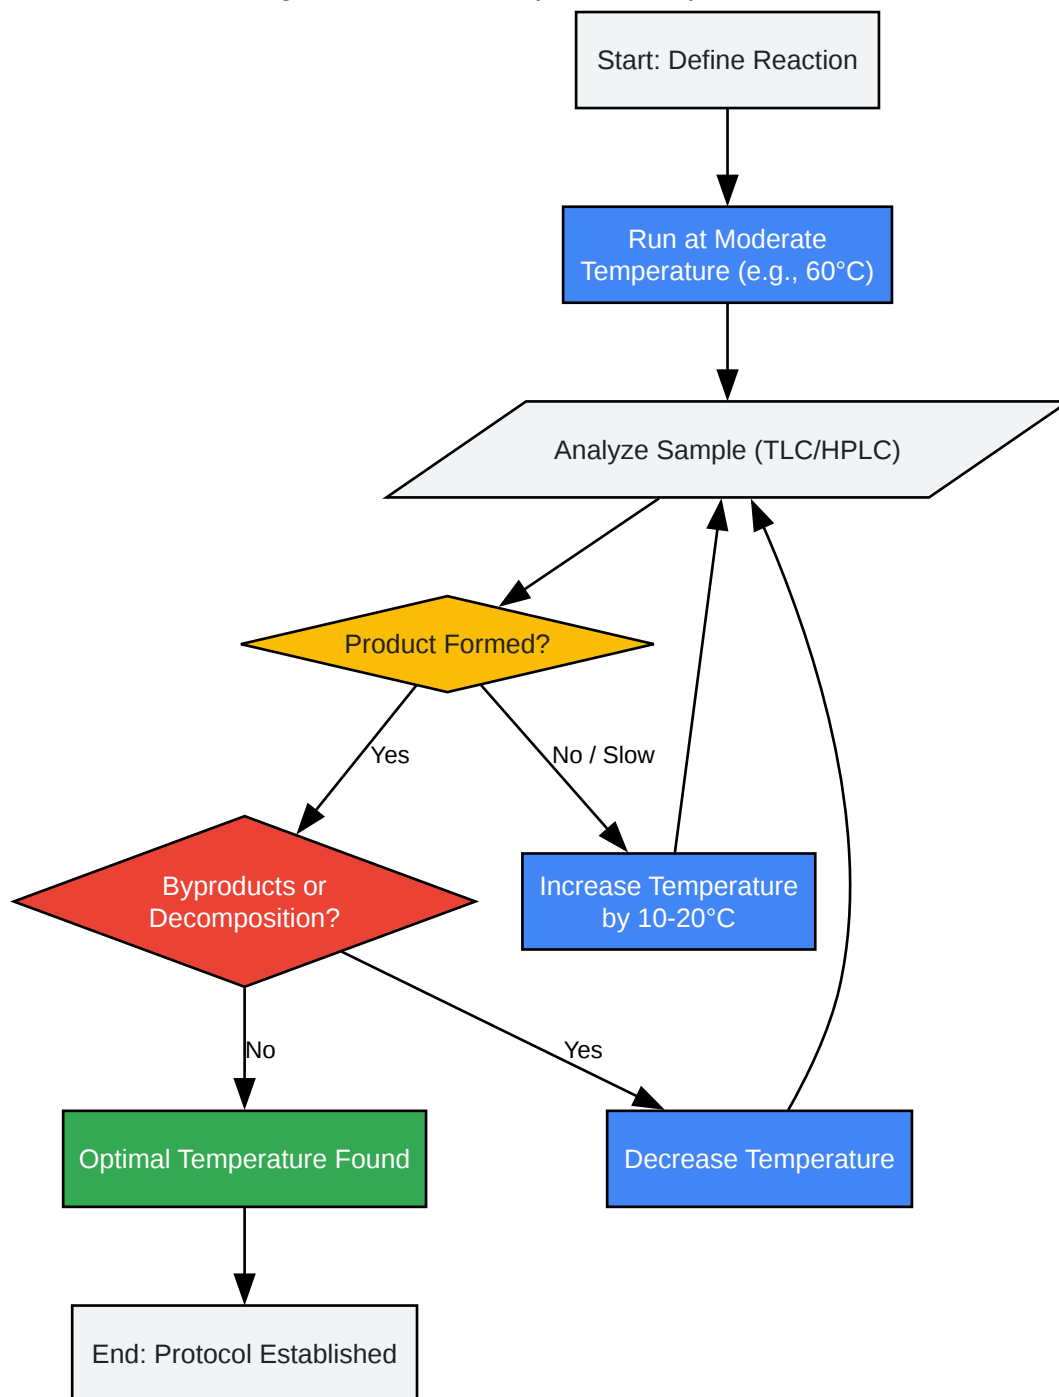 Start: Define Reaction
Run at Moderate
Temperature (e.g., 60°C)
Analyze Sample (TLC/HPLC)
Product Formed?
Yes
No / Slow
Byproducts or
Decomposition?
Increase Temperature
by 10-20°C
No
Yes
Optimal Temperature Found
Decrease Temperature
End: Protocol Established